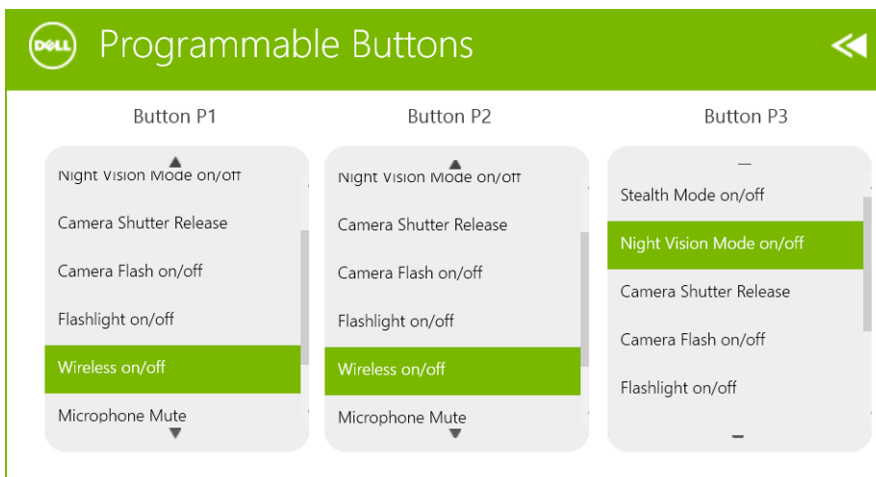 DELL Programmable Buttons
Button P1
Night Vision Mode on/off
Camera Shutter Release
Camera Flash on/off
Flashlight on/off
Wireless on/off
Microphone Mute
Button P2
Night Vision Mode on/off
Camera Shutter Release
Camera Flash on/off
Flashlight on/off
Wireless on/off
Microphone Mute
Button P3
Stealth Mode on/off
Night Vision Mode on/off
Camera Shutter Release
Camera Flash on/off
Flashlight on/off